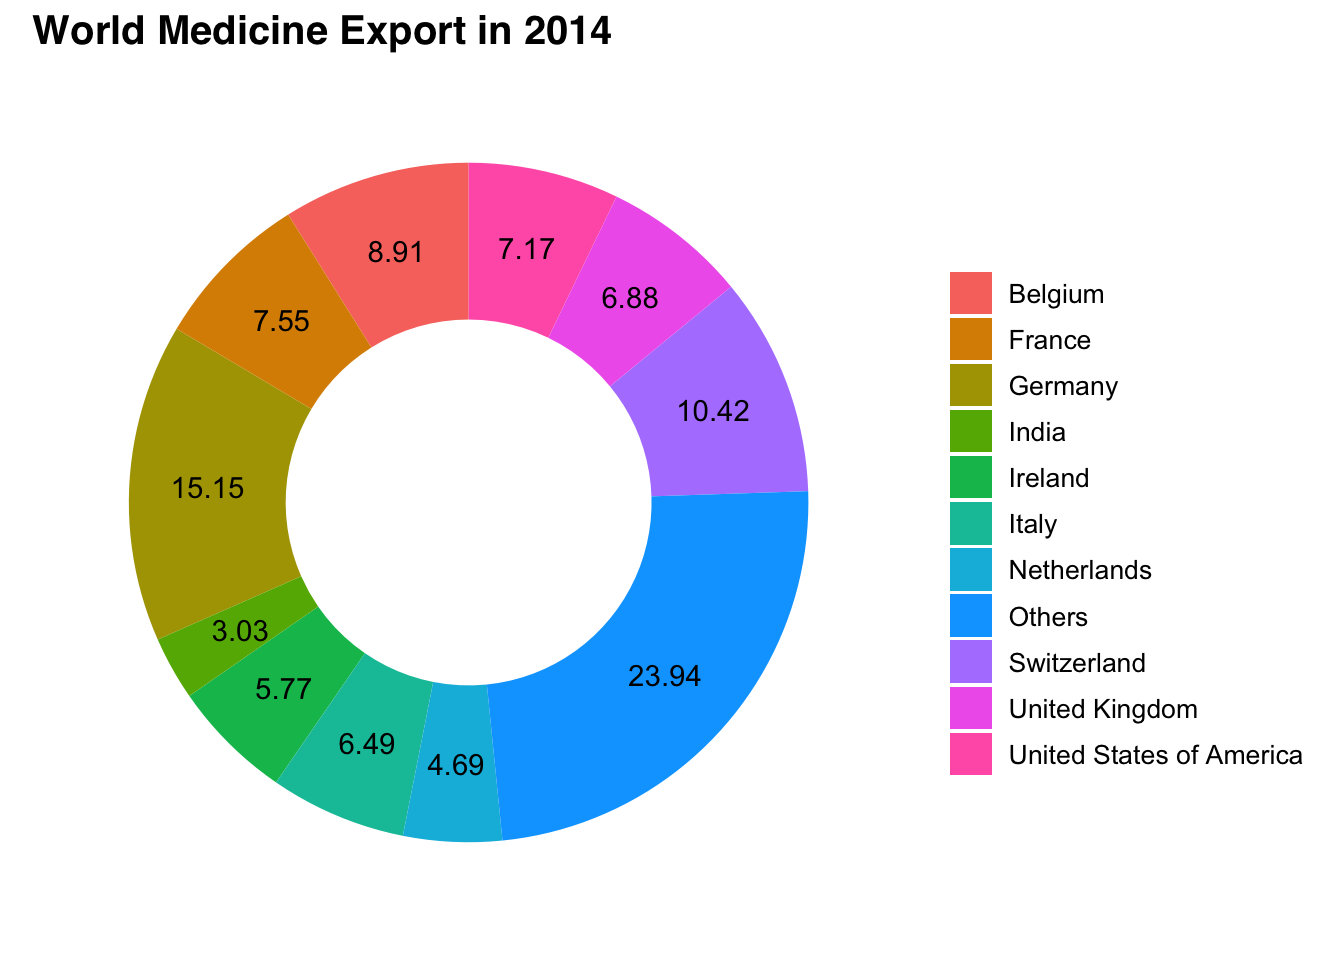 World Medicine Export in 2014
8.91
7.17
6.88
7.55
10.42
15.15
3.03
5.77
23.94
6.49
4.69
Belgium
France
Germany
India
Ireland
Italy
Netherlands
Others
Switzerland
United Kingdom
United States of America